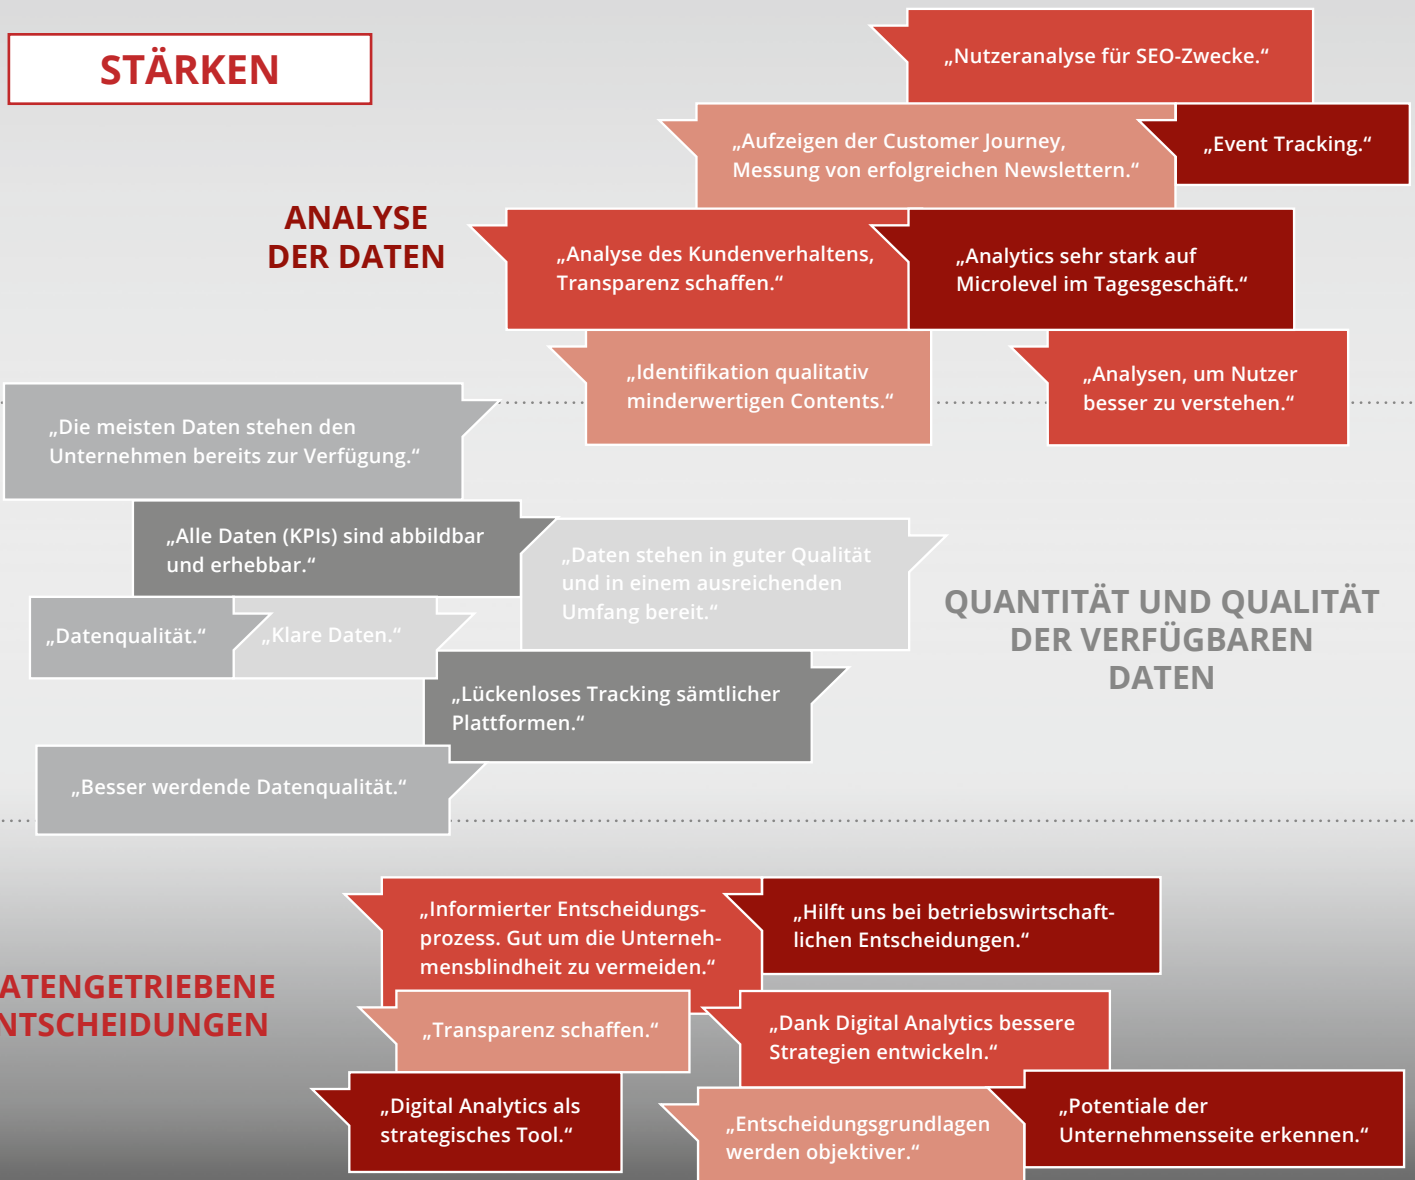 STÄRKEN
„Nutzeranalyse für SEO-Zwecke.“
„Aufzeigen der Customer Journey,
Messung von erfolgreichen Newslettern.“
„Event Tracking.“
ANALYSE
DER DATEN
„Analyse des Kundenverhaltens,
Transparenz schaffen.“
„Analytics sehr stark auf
Microlevel im Tagesgeschäft.“
„Identifikation qualitativ
minderwertigen Contents.“
„Analysen, um Nutzer
besser zu verstehen.“
„Die meisten Daten stehen den
Unternehmen bereits zur Verfügung.“
„Alle Daten (KPIs) sind abbildbar
und erhebbar.“
„Daten stehen in guter Qualität
und in einem ausreichenden
Umfang bereit.“
„Datenqualität.“
„Klare Daten.“
QUANTITÄT UND QUALITÄT
DER VERFÜGBAREN
DATEN
„Lückenloses Tracking sämtlicher
Plattformen.“
„Besser werdende Datenqualität.“
ATENGETRIEBENE
NTSCHEIDUNGEN
„Informierter Entscheidungs-
prozess. Gut um die Unterneh-
mensblindheit zu vermeiden.“
„Hilft uns bei betriebswirtschaft-
lichen Entscheidungen.“
„Transparenz schaffen.“
„Dank Digital Analytics bessere
Strategien entwickeln.“
„Digital Analytics als
strategisches Tool.“
„Entscheidungsgrundlagen
werden objektiver.“
„Potentiale der
Unternehmensseite erkennen.“